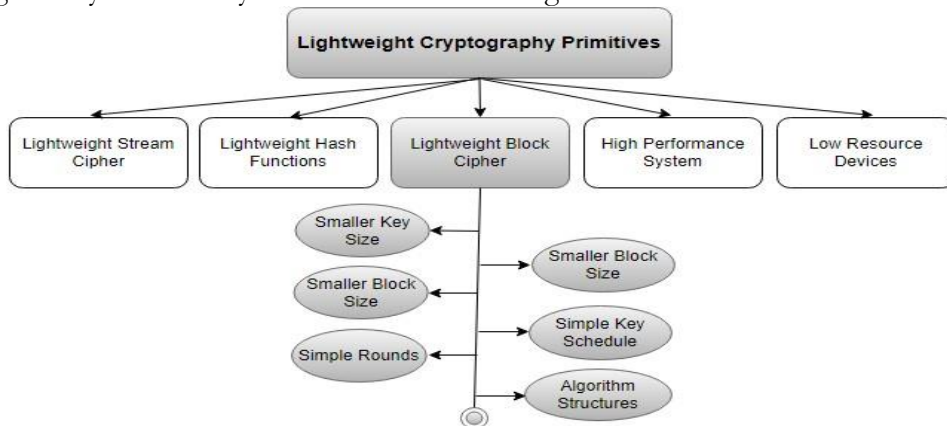 Lightweight Cryptography Primitives
Lightweight Stream
Cipher
Lightweight Hash
Functions
Lightweight Block
Cipher
High Performance
System
Low Resource
Devices
Smaller Key
Size
Smaller Block
Size
Smaller Block
Size
Simple Key
Schedule
Simple Rounds
Algorithm
Structures